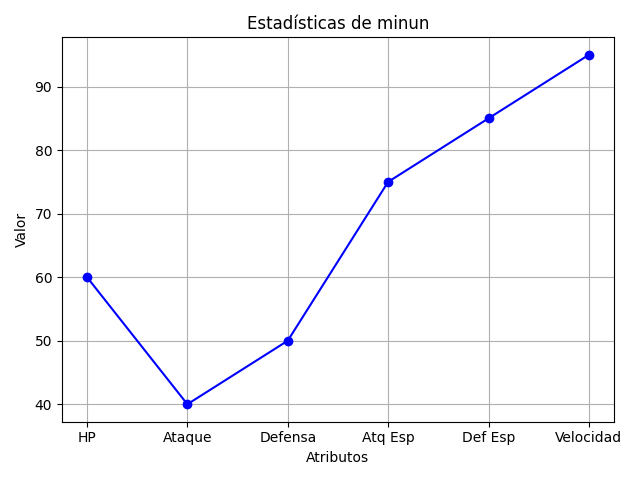 Estadísticas de minun
Valor
90
80
70
60
50
40
HP Ataque Defensa Atq Esp Def Esp Velocidad
Atributos